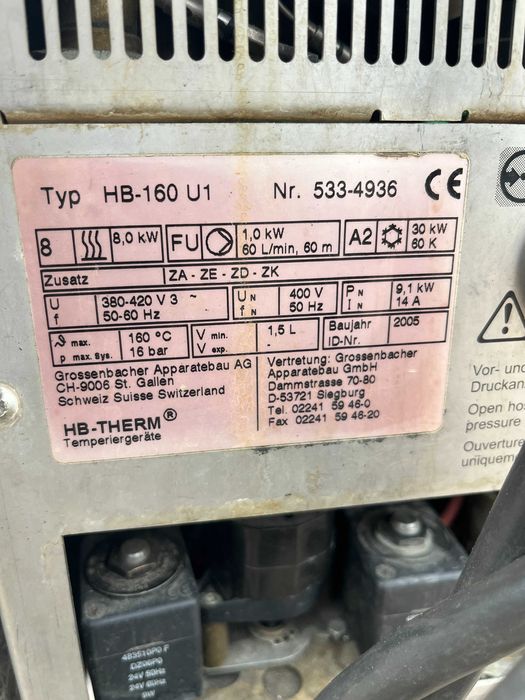 Typ HB-160 U1 Nr. 533-4936 CE
8 8,0 kW FU 1,0 kW A2 30 kW
60 L/min, 60 m 60 K
Zusatz ZA - ZE - ZD - ZK
U 380-420 V 3 ~ U N 400 V P N 9,1 kW
f 50-60 Hz f N 50 Hz I N 14 A
ϑ max. 160 °C V min. 1,5 L Baujahr 2005
p max. Sys. 16 bar V exp. - ID-Nr.
Grossenbacher Apparatebau AG
CH-9006 St. Gallen
Schweiz Suisse Switzerland
HB-THERM®
Temperiergeräte
Vertretung: Grossenbacher
Apparatebau GmbH
Dammstrasse 70-80
D-53721 Siegburg
Tel. 02241 59 46-0
Fax 02241 59 46-20
Vor- und
Druckan
Open hos
pressure
Ouverture
uniquem
483510P0 F
DZ06P0
24V 50Hz
24V 60Hz
9W